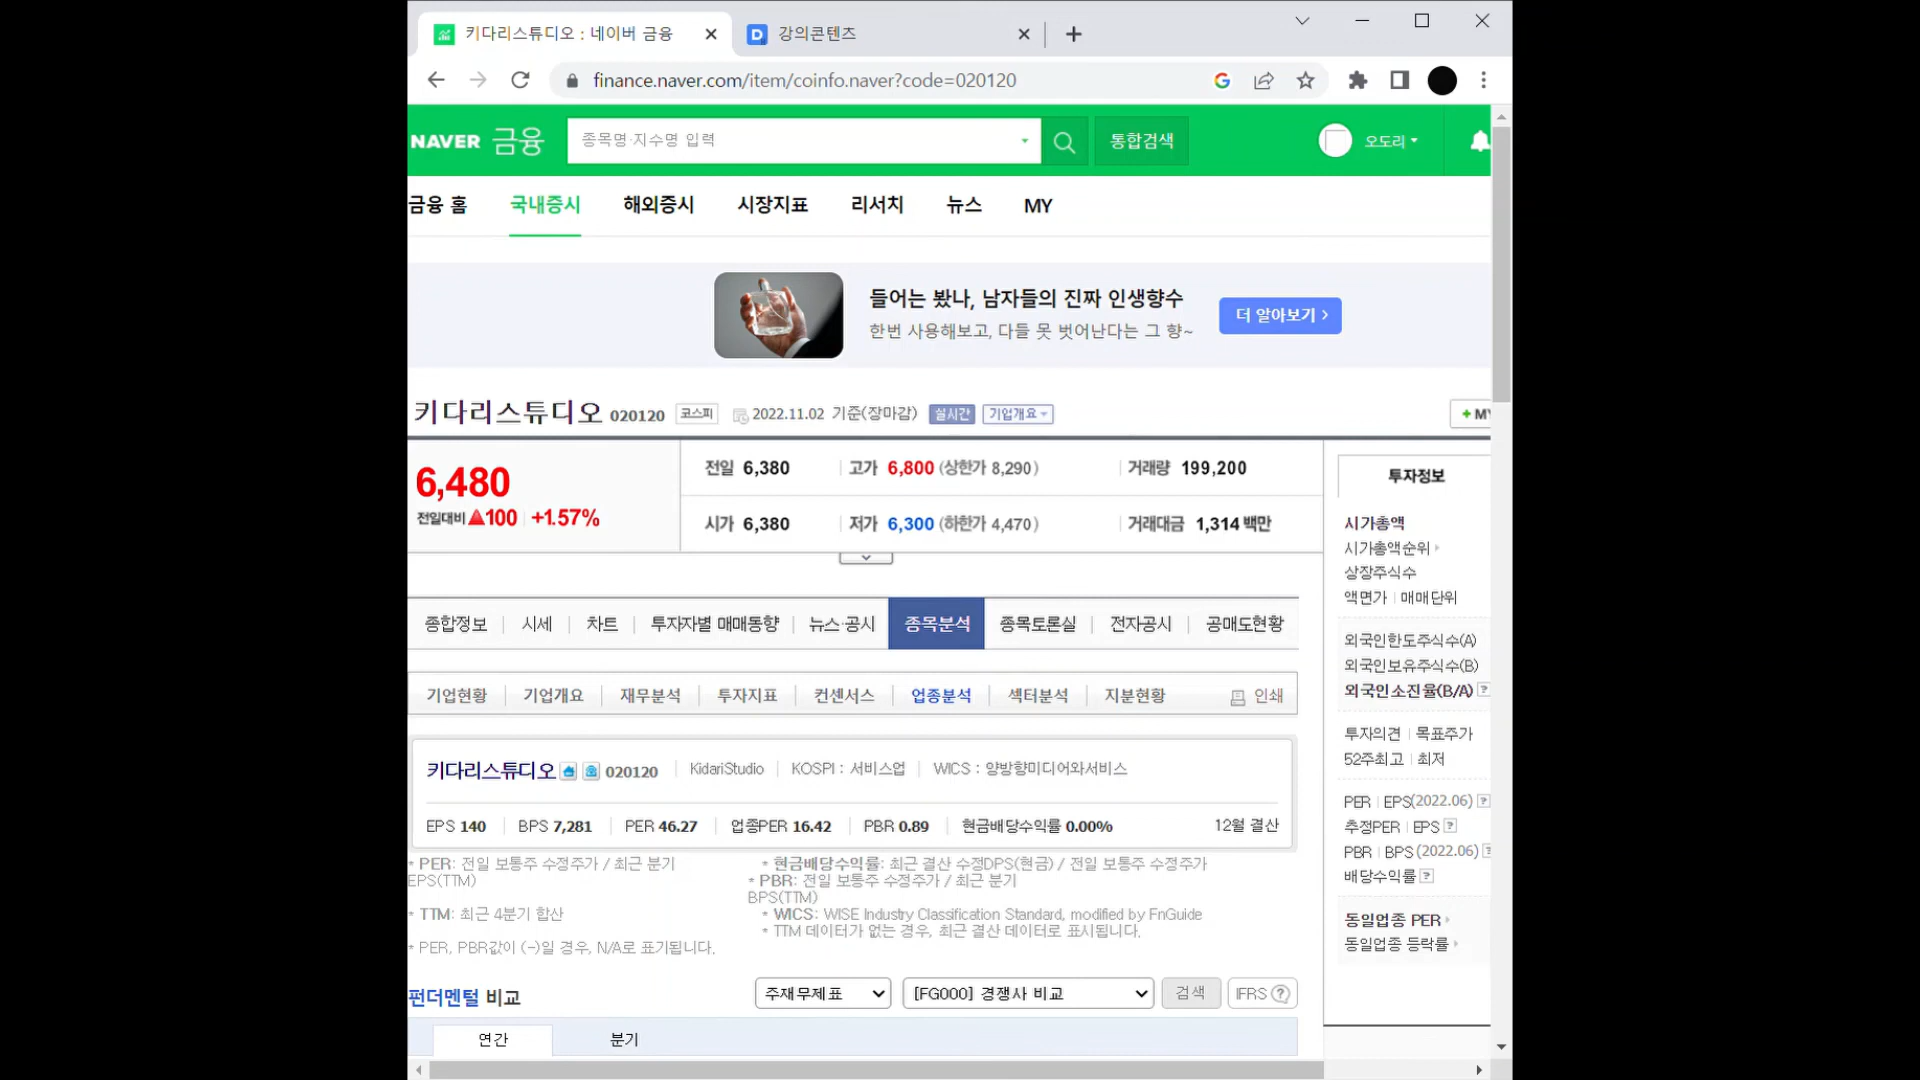 키다리스튜디오 : 네이버 금융
강의콘텐츠
finance.naver.com/item/coinfo.naver?code=020120
NAVER 금융 종목명·지수명 입력 통합검색 오도리
금융 홈 국내증시 해외증시 시장지표 리서치 뉴스 MY
들어는 봤나, 남자들의 진짜 인생향수
한번 사용해보고, 다들 못 벗어난다는 그 향~
더 알아보기 >
키다리스튜디오 020120 코스피 2022.11.02 기준(장마감) 실시간 기업개요
+ MY
6,480
전일대비 ▲100 +1.57%
전일 6,380 고가 6,800 (상한가 8,290) 거래량 199,200
시가 6,380 저가 6,300 (하한가 4,470) 거래대금 1,314 백만
종합정보 시세 차트 투자자별 매매동향 뉴스·공시 종목분석 종목토론실 전자공시 공매도현황
기업현황 기업개요 재무분석 투자지표 컨센서스 업종분석 섹터분석 지분현황 인쇄
키다리스튜디오 020120 KidariStudio KOSPI : 서비스업 WICS : 양방향미디어와서비스
EPS 140 BPS 7,281 PER 46.27 업종PER 16.42 PBR 0.89 현금배당수익률 0.00% 12월 결산
* PER: 전일 보통주 수정주가 / 최근 분기
EPS(TTM)
* TTM: 최근 4분기 합산
* PER, PBR값이 (-)일 경우, N/A로 표기됩니다.
* 현금배당수익률: 최근 결산 수정DPS(현금) / 전일 보통주 수정주가
* PBR: 전일 보통주 수정주가 / 최근 분기
BPS(TTM)
* WICS: WISE Industry Classification Standard, modified by FnGuide
* TTM 데이터가 없는 경우, 최근 결산 데이터로 표시됩니다.
펀더멘털 비교 주재무제표 [FG000] 경쟁사 비교 검색 IFRS ?
연간 분기
투자정보
시가총액
시가총액순위
상장주식수
액면가 매매단위
외국인한도주식수(A)
외국인보유주식수(B)
외국인소진율(B/A) ?
투자의견 목표주가
52주최고 최저
PER EPS(2022.06) ?
추정PER EPS ?
PBR BPS (2022.06) ?
배당수익률 ?
동일업종 PER
동일업종 등락률